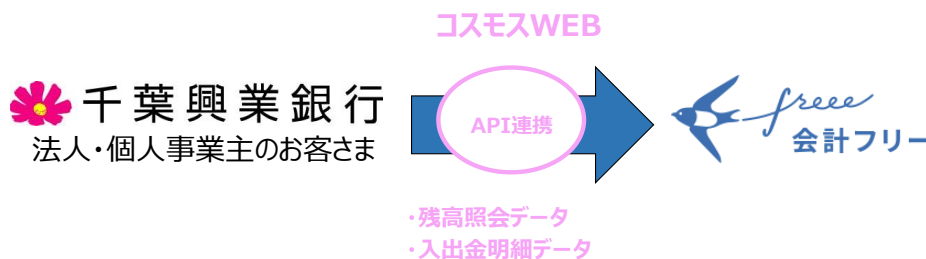 コスモスWEB
千葉興業銀行
法人・個人事業主のお客さま
API連携
freee
会計フリー
・残高照会データ
・入出金明細データ